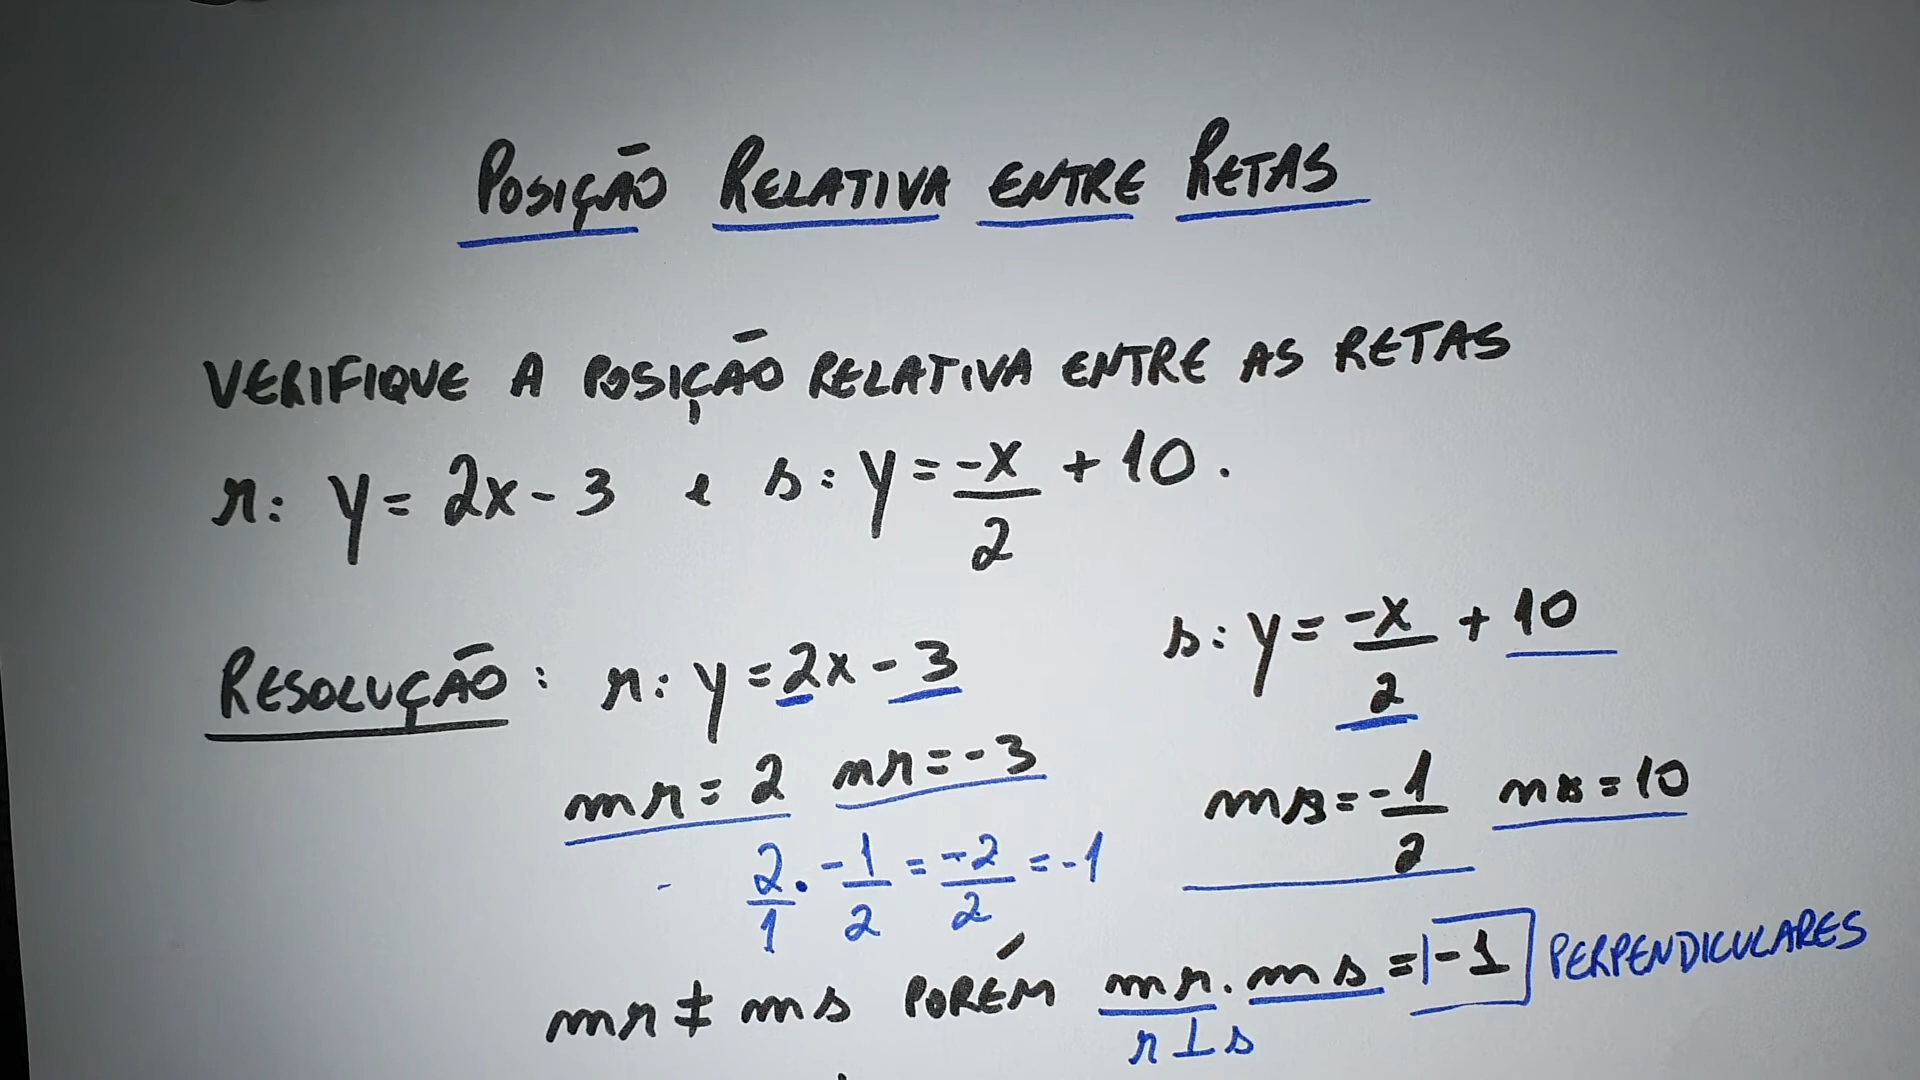 POSIÇÃO RELATIVA ENTRE RETAS
VERIFIQUE A POSIÇÃO RELATIVA ENTRE AS RETAS
r: y = 2x - 3 e s: y = -x/2 + 10.
RESOLUÇÃO: r: y = 2x - 3
mr = 2 nr = -3
2/1 . -1/2 = -2/2 = -1
s: y = -x/2 + 10
ms = -1/2 ns = 10
mr ≠ ms PORÉM mr . ms = -1 PERPENDICULARES
r ⊥ s